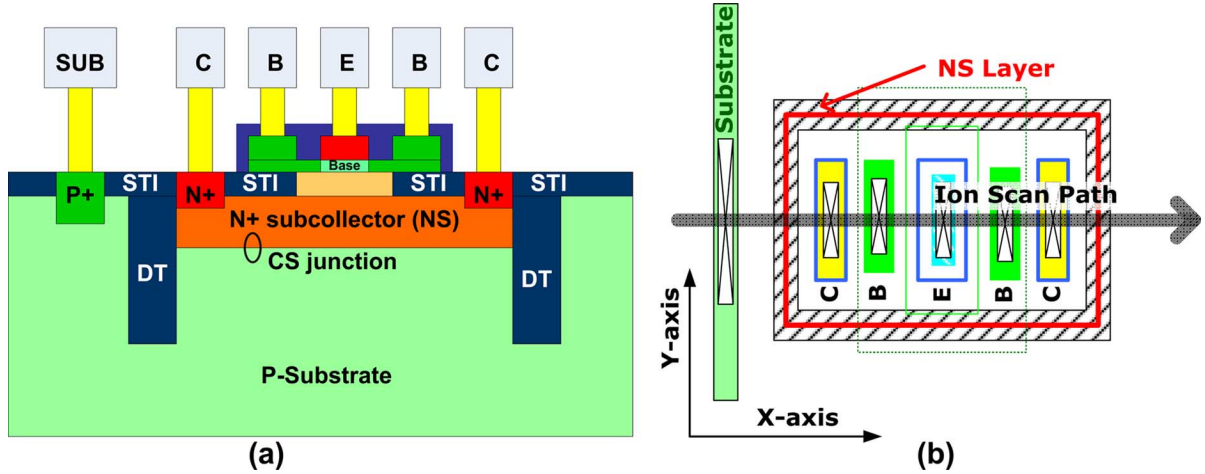 SUB
C
B
E
B
C
Base
P+
STI
N+
STI
STI
N+
STI
N+ subcollector (NS)
CS junction
DT
DT
P-Substrate
(a)
Substrate
NS Layer
Ion Scan Path
C
B
E
B
C
Y-axis
X-axis
(b)